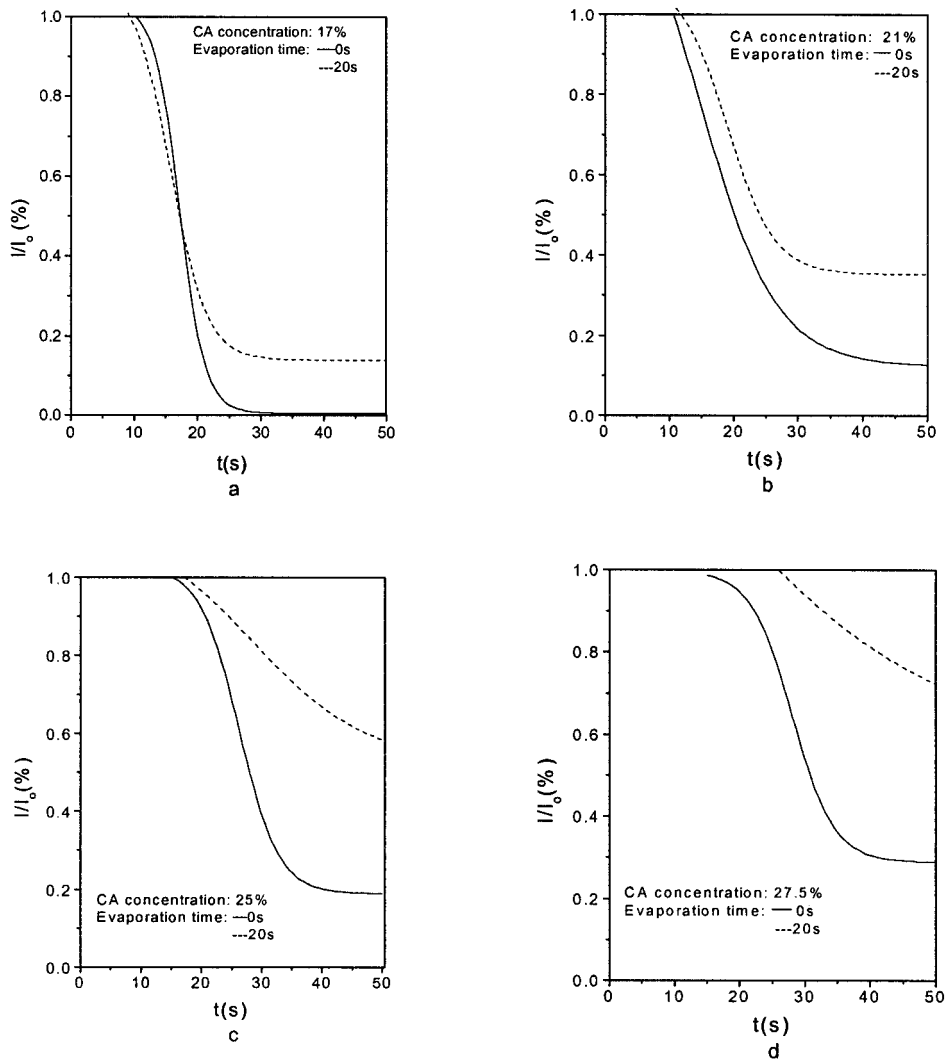 CA concentration: 17%
Evaporation time: —0s
---20s
1.0
0.8
0.6
0.4
0.2
0.0
I/Io(%)
0 10 20 30 40 50
t(s)
a
CA concentration: 21%
Evaporation time: — 0s
---20s
1.0
0.8
0.6
0.4
0.2
0.0
I/Io(%)
0 10 20 30 40 50
t(s)
b
1.0
0.8
0.6
0.4
0.2
0.0
I/Io(%)
CA concentration: 25%
Evaporation time: —0s
---20s
0 10 20 30 40 50
t(s)
c
1.0
0.8
0.6
0.4
0.2
0.0
I/Io(%)
CA concentration: 27.5%
Evaporation time: — 0s
---20s
0 10 20 30 40 50
t(s)
d